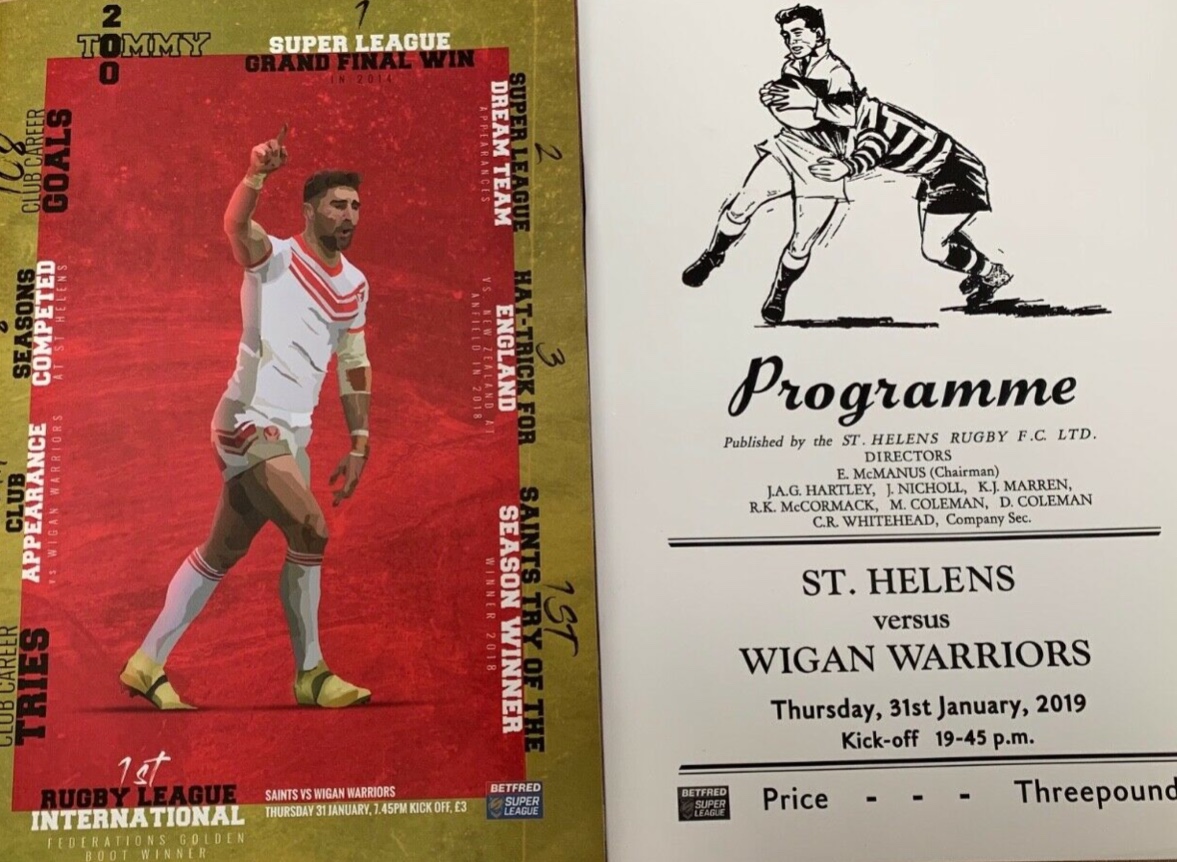 200
TOMMY
1
SUPER LEAGUE
GRAND FINAL WIN
IN 2014
2
SUPER LEAGUE
DREAM TEAM
APPEARANCES
3
HAT-TRICK FOR
ENGLAND
VS NEW ZEALAND AT
ANFIELD IN 2018
1ST
SAINTS TRY OF THE
SEASON WINNER
WINNER 2018
108
CLUB CAREER
GOALS
SEASONS
COMPETED
AT ST HELENS
CLUB
APPEARANCE
vs WIGAN WARRIORS
CLUB CAREER
TRIES
1st
RUGBY LEAGUE
INTERNATIONAL
FEDERATIONS GOLDEN
BOOT WINNER
SAINTS VS WIGAN WARRIORS
THURSDAY 31 JANUARY, 7.45PM KICK OFF, £3
BETFRED
SUPER
LEAGUE
Programme
Published by the ST. HELENS RUGBY F.C. LTD.
DIRECTORS
E. McMANUS (Chairman)
J.A.G. HARTLEY, J. NICHOLL, K.J. MARREN,
R.K. McCORMACK, M. COLEMAN, D. COLEMAN
C.R. WHITEHEAD, Company Sec.
ST. HELENS
versus
WIGAN WARRIORS
Thursday, 31st January, 2019
Kick-off 19-45 p.m.
BETFRED
SUPER
LEAGUE
Price - - - Threepound